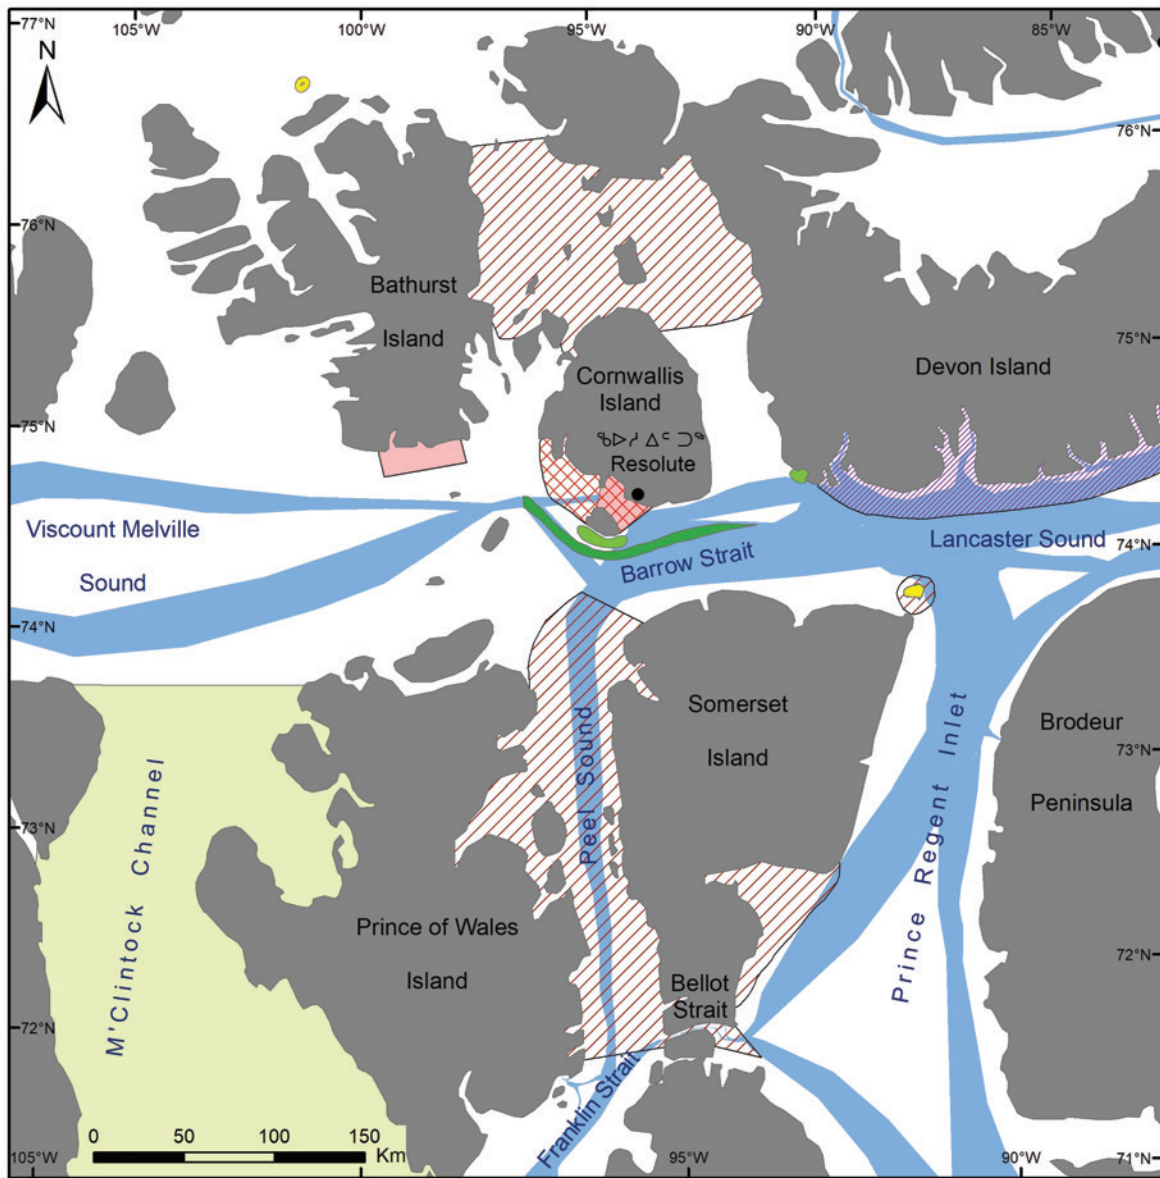 77°N
105°W
100°W
95°W
90°W
85°W
N
76°N
76°N
Bathurst
Island
75°N
Cornwallis
Island
Devon Island
75°N
ᖃᐅᓱᐃᑦᑐᖅ
Resolute
Viscount Melville
Sound
Barrow Strait
Lancaster Sound
74°N
74°N
Somerset
Island
Brodeur
Peninsula
73°N
73°N
M'Clintock Channel
Peel Sound
Prince Regent Inlet
Prince of Wales
Island
Bellot
Strait
72°N
72°N
Franklin Strait
0 50 100 150
Km
105°W
95°W
90°W
71°N